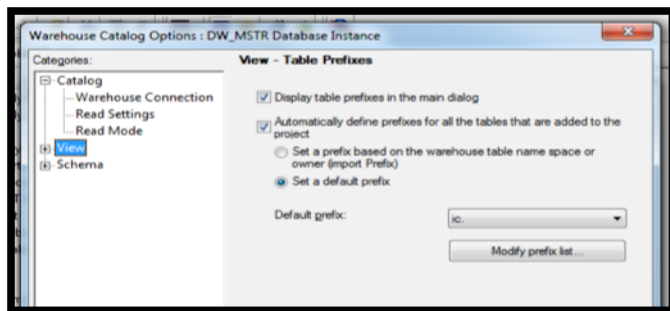 Warehouse Catalog Options : DW_MSTR Database Instance
Categories:
View - Table Prefixes
Catalog
Warehouse Connection
Read Settings
Read Mode
View
Schema
Display table prefixes in the main dialog
Automatically define prefixes for all the tables that are added to the
project
Set a prefix based on the warehouse table name space or
owner (import Prefix)
Set a default prefix
Default prefix:
ic.
Modify prefix list...